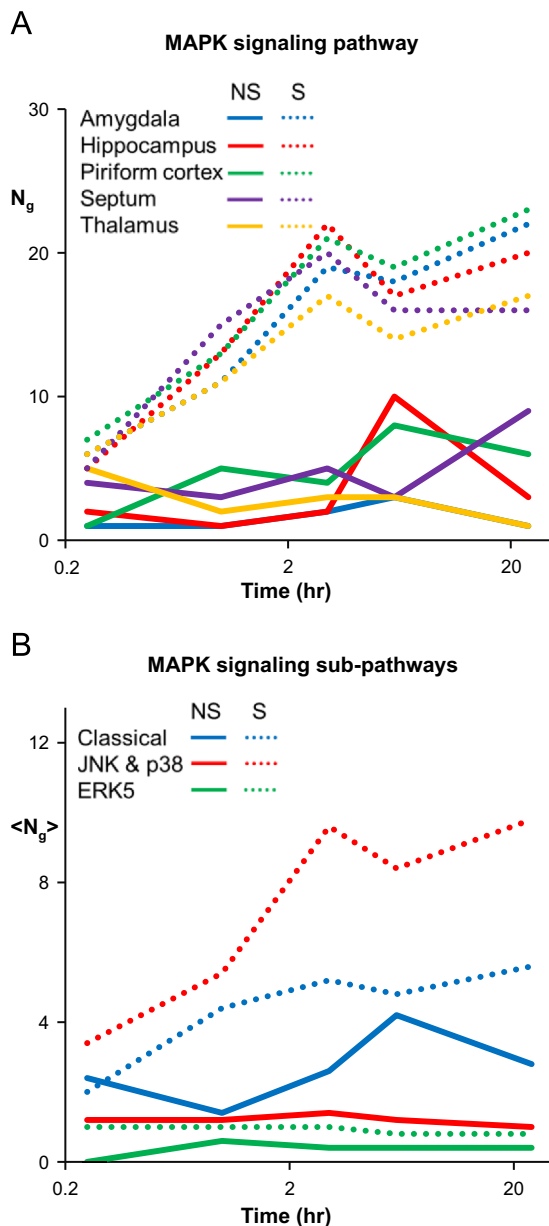 A
MAPK signaling pathway
30
NS S
Amygdala
Hippocampus
Piriform cortex
Septum
Thalamus
Ng
20
10
0
0.2 2 20
Time (hr)
B
MAPK signaling sub-pathways
NS S
12
Classical
JNK & p38
ERK5
<Ng>
8
4
0
0.2 2 20
Time (hr)